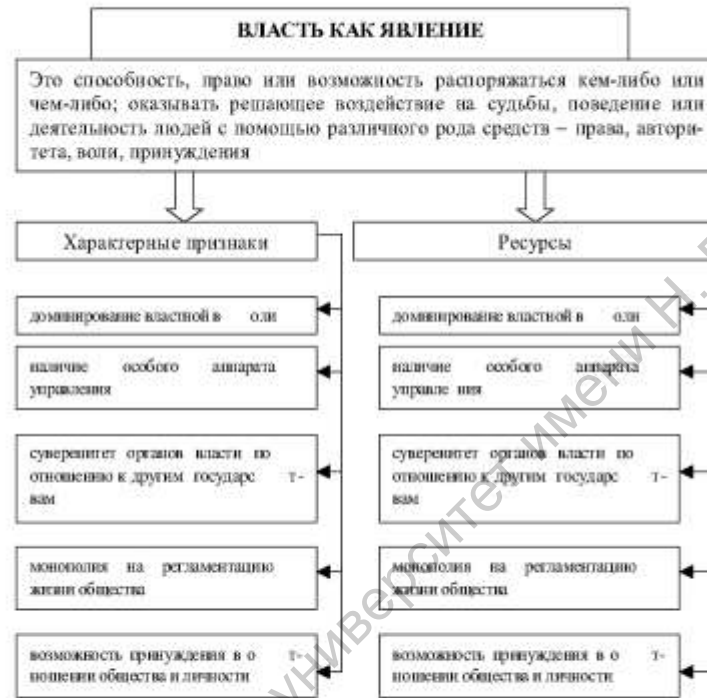 ВЛАСТЬ КАК ЯВЛЕНИЕ
Это способность, право или возможность распоряжаться кем-либо или
чем-либо; оказывать решающее воздействие на судьбы, поведение или
деятельность людей с помощью различного рода средств – права, автори-
тета, воли, принуждения
Характерные признаки
Ресурсы
доминирование властной в оли
наличие особого аппарата
управления
суверенитет органов власти по
отношению к другим государс т-
вам
монополия на регламентацию
жизни общества
возможность принуждения в о т-
ношении общества и личности
доминирование властной в оли
наличие особого аппарата
управле ния
суверенитет органов власти по
отношению к другим государс т-
вам
монополия на регламентацию
жизни общества
возможность принуждения в о т-
ношении общества и личности
университет имени Н.